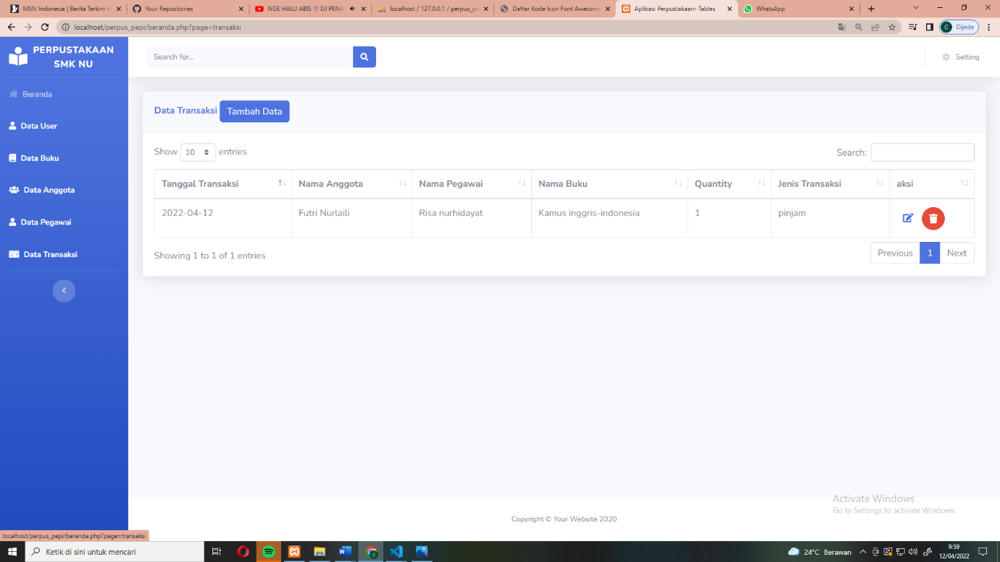 MSN Indonesia | Berita Terkini H
Your Repositories
NGE HALU ABIS !!! DJ PENA
localhost / 127.0.0.1 / perpus_pe
Daftar Kode Icon Font Awesome
Aplikasi Perpustakaan- Tables
WhatsApp
localhost/perpus_pepi/beranda.php?page=transaksi
C Dijeda
PERPUSTAKAAN
SMK NU
Search for...
Setting
Beranda
Data User
Data Buku
Data Anggota
Data Pegawai
Data Transaksi
Data Transaksi Tambah Data
Show 10 entries
Search:
Tanggal Transaksi Nama Anggota Nama Pegawai Nama Buku Quantity Jenis Transaksi aksi
2022-04-12 Futri Nurlaili Risa nurhidayat Kamus inggris-indonesia 1 pinjam
Showing 1 to 1 of 1 entries
Previous 1 Next
Activate Windows
Go to Settings to activate Windows.
Copyright © Your Website 2020
localhost/perpus_pepi/beranda.php?page=transaksi
Ketik di sini untuk mencari
24°C Berawan
9:59
12/04/2022